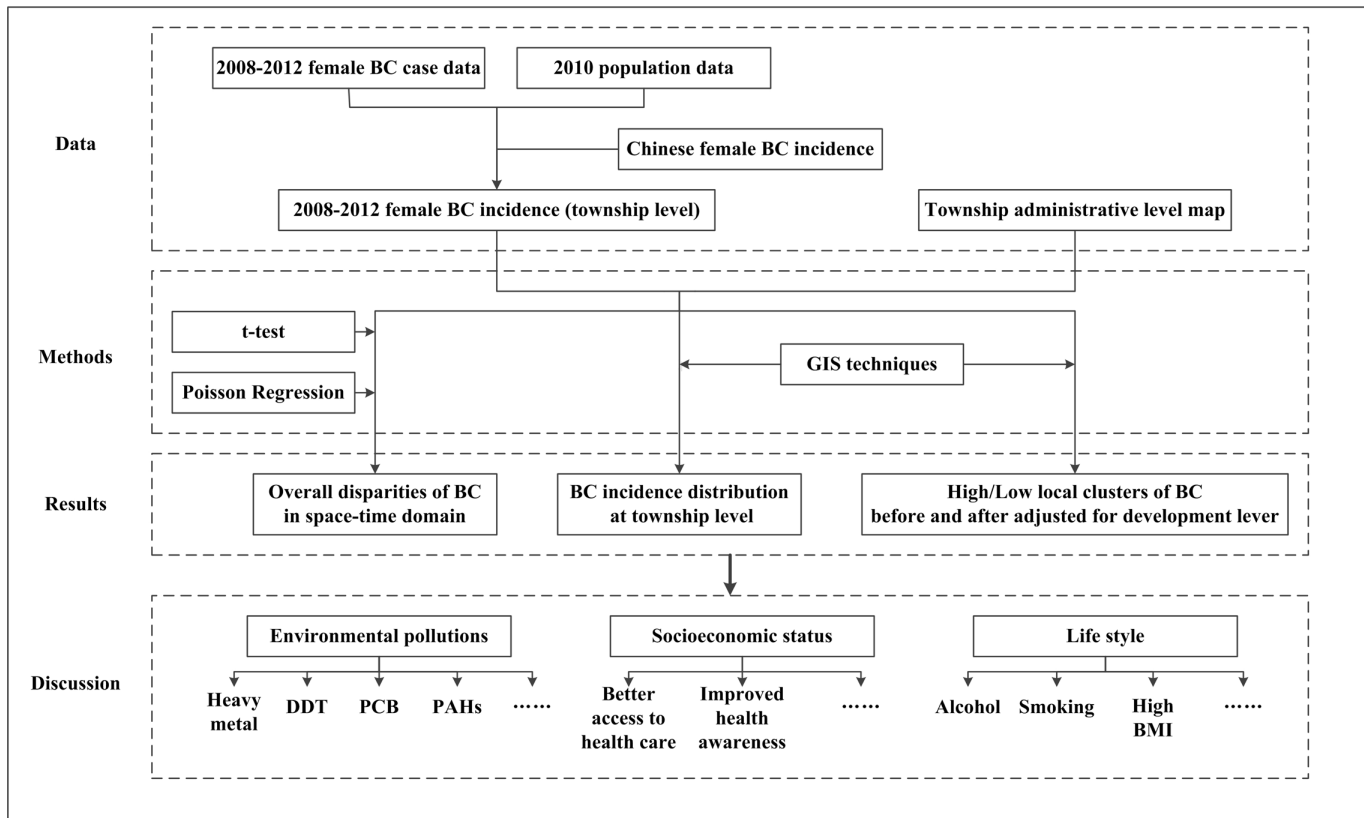 2008-2012 female BC case data
2010 population data
Data
Chinese female BC incidence
2008-2012 female BC incidence (township level)
Township administrative level map
t-test
Methods
GIS techniques
Poisson Regression
Results
Overall disparities of BC
in space-time domain
BC incidence distribution
at township level
High/Low local clusters of BC
before and after adjusted for development lever
Environmental pollutions
Socioeconomic status
Life style
Discussion
Heavy
metal
DDT
PCB
PAHs
……
Better
access to
health care
Improved
health
awareness
……
Alcohol
Smoking
High
BMI
……